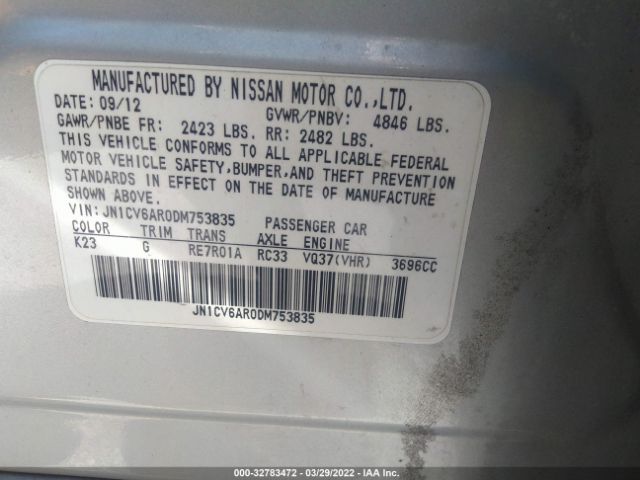 MANUFACTURED BY NISSAN MOTOR CO.,LTD.
DATE: 09/12 GVWR/PNBV: 4846 LBS.
GAWR/PNBE FR: 2423 LBS. RR: 2482 LBS.
THIS VEHICLE CONFORMS TO ALL APPLICABLE FEDERAL
MOTOR VEHICLE SAFETY,BUMPER,AND THEFT PREVENTION
STANDARDS IN EFFECT ON THE DATE OF MANUFACTURE
SHOWN ABOVE.
VIN: JN1CV6AR0DM753835 PASSENGER CAR
COLOR TRIM TRANS AXLE ENGINE
K23 G RE7R01A RC33 VQ37(VHR) 3696CC
JN1CV6AR0DM753835
000-32783472 - 03/29/2022 - IAA Inc.